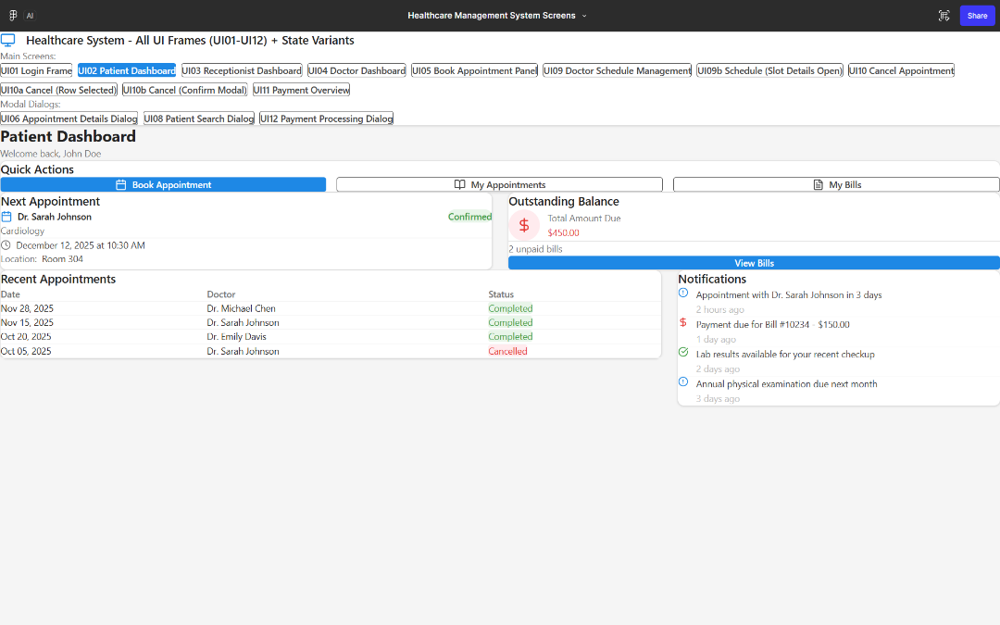 AI
Healthcare Management System Screens
Share
Healthcare System - All UI Frames (UI01-UI12) + State Variants
Main Screens:
UI01 Login Frame UI02 Patient Dashboard UI03 Receptionist Dashboard UI04 Doctor Dashboard UI05 Book Appointment Panel UI09 Doctor Schedule Management UI09b Schedule (Slot Details Open) UI10 Cancel Appointment
UI10a Cancel (Row Selected) UI10b Cancel (Confirm Modal) UI11 Payment Overview
Modal Dialogs:
UI06 Appointment Details Dialog UI08 Patient Search Dialog UI12 Payment Processing Dialog
Patient Dashboard
Welcome back, John Doe
Quick Actions
Book Appointment My Appointments My Bills
Next Appointment
Dr. Sarah Johnson Confirmed
Cardiology
December 12, 2025 at 10:30 AM
Location: Room 304
Outstanding Balance
Total Amount Due
$450.00
2 unpaid bills
View Bills
Recent Appointments
Date Doctor Status
Nov 28, 2025 Dr. Michael Chen Completed
Nov 15, 2025 Dr. Sarah Johnson Completed
Oct 20, 2025 Dr. Emily Davis Completed
Oct 05, 2025 Dr. Sarah Johnson Cancelled
Notifications
Appointment with Dr. Sarah Johnson in 3 days
2 hours ago
Payment due for Bill #10234 - $150.00
1 day ago
Lab results available for your recent checkup
2 days ago
Annual physical examination due next month
3 days ago